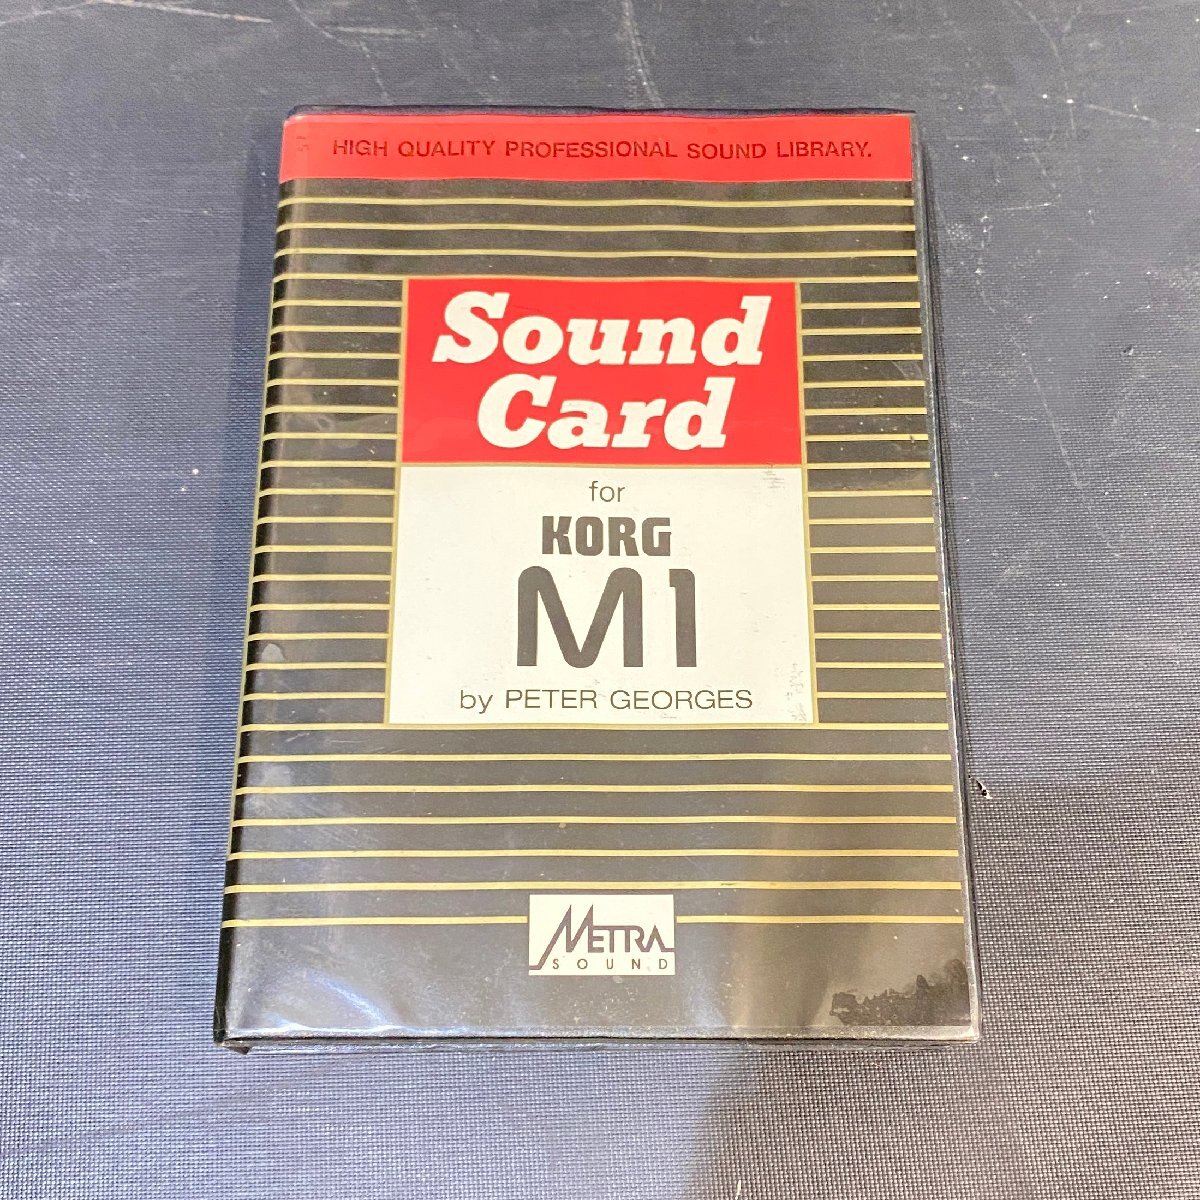 HIGH QUALITY PROFESSIONAL SOUND LIBRARY.
Sound
Card
for
KORG
M1
by PETER GEORGES
METRA
SOUND